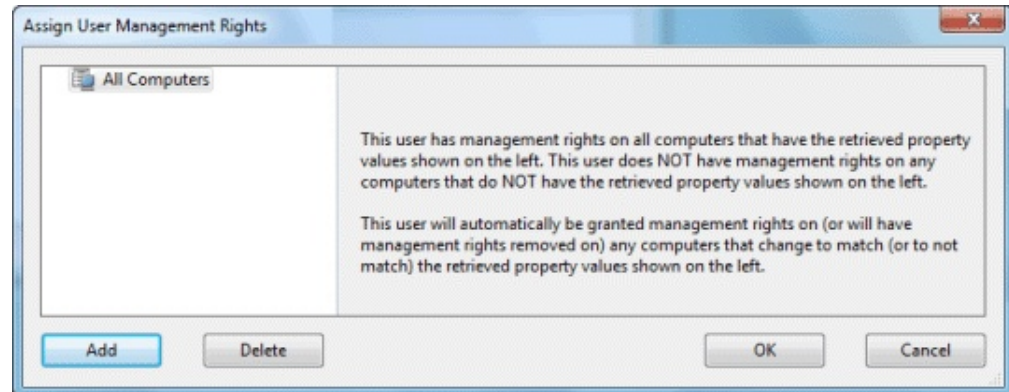 Assign User Management Rights
All Computers
This user has management rights on all computers that have the retrieved property
values shown on the left. This user does NOT have management rights on any
computers that do NOT have the retrieved property values shown on the left.
This user will automatically be granted management rights on (or will have
management rights removed on) any computers that change to match (or to not
match) the retrieved property values shown on the left.
Add
Delete
OK
Cancel